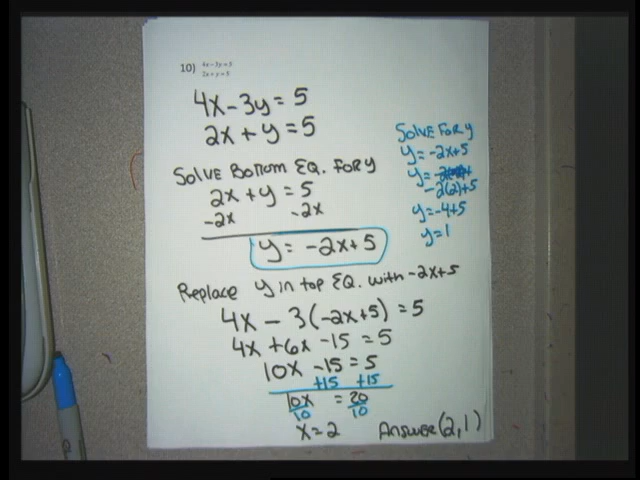 10) 4x-3y=5
2x+y=5
4x-3y=5
2x+y=5
Solve Bottom EQ. for y
2x+y=5
-2x -2x
y=-2x+5
Replace y in top EQ. with -2x+5
4x-3(-2x+5)=5
4x+6x-15=5
10x-15=5
+15 +15
10x=20
10 10
x=2
Answer(2,1)
Solve for y
y=-2x+5
y=
-2(2)+5
y=-4+5
y=1